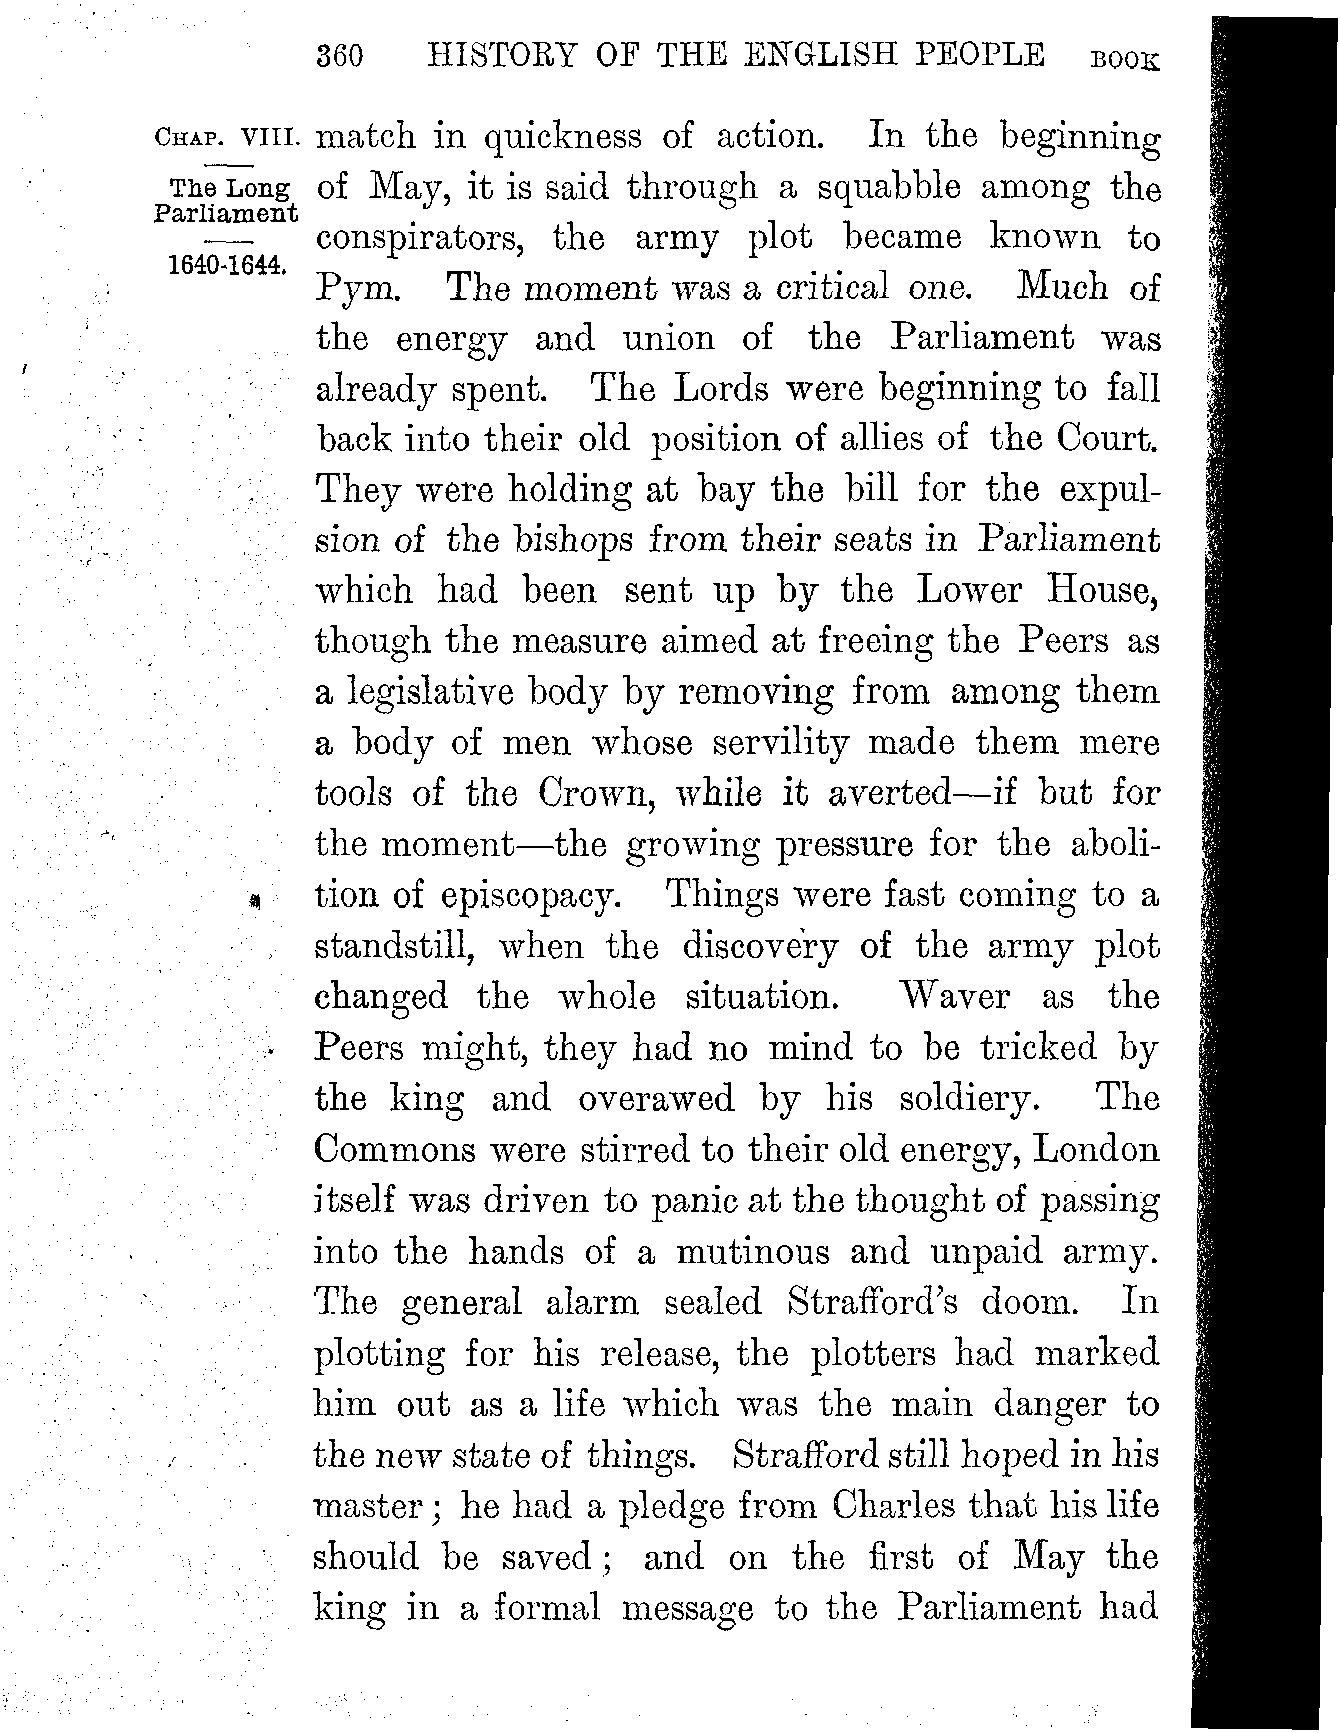 360 HISTORY OF THE ENGLISH PEOPLE BOOK
CHAP. VIII.
The Long
Parliament
1640-1644.
match in quickness of action. In the beginning
of May, it is said through a squabble among the
conspirators, the army plot became known to
Pym. The moment was a critical one. Much of
the energy and union of the Parliament was
already spent. The Lords were beginning to fall
back into their old position of allies of the Court.
They were holding at bay the bill for the expul-
sion of the bishops from their seats in Parliament
which had been sent up by the Lower House,
though the measure aimed at freeing the Peers as
a legislative body by removing from among them
a body of men whose servility made them mere
tools of the Crown, while it averted—if but for
the moment—the growing pressure for the aboli-
tion of episcopacy. Things were fast coming to a
standstill, when the discovery of the army plot
changed the whole situation. Waver as the
Peers might, they had no mind to be tricked by
the king and overawed by his soldiery. The
Commons were stirred to their old energy, London
itself was driven to panic at the thought of passing
into the hands of a mutinous and unpaid army.
The general alarm sealed Strafford's doom. In
plotting for his release, the plotters had marked
him out as a life which was the main danger to
the new state of things. Strafford still hoped in his
master; he had a pledge from Charles that his life
should be saved; and on the first of May the
king in a formal message to the Parliament had